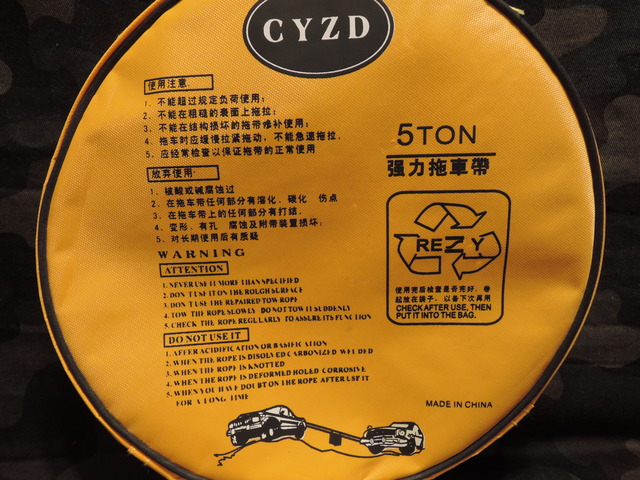 CYZD
使用注意.
1、不能超过规定负荷使用;
2、不能在粗糙的表面上拖拉;
3、不能在结构损坏的拖带修补使用;
4、拖车时应缓慢拉紧拖动，不能急速拖拉.
5、应经常检查以保证拖带的正常使用
放弃使用.
1、被酸或碱腐蚀过
2、在拖车带任何部分有溶化、碳化 伤点
3、在拖车带上的任何部分有打结.
4、变形、有孔 腐蚀及附带装置损坏;
5、对长期使用后有质疑
WARNING
ATTENTION
1、NEVER USE IT MORE THAN SPECIFIED
2、DON T USE IT ON THE ROUGH SURFACE
3、DON T USE THE REPAIRED TOW ROPE
4、TOW THE ROPE SLOWLY DO NOT TOW IT SUDDENLY
5、CHECK THE ROPE REGULARLY TO ASSURE ITS FUNCTION
DO NOT USE IT
1、AFTER ACIDIFICATION OR BASIFICATION
2、WHEN THE ROPE IS DISOLVED CARBONIZED WELDED
3、WHEN THE ROPE IS KNOTTED
4、WHEN THE ROPE IS DEFORMED HOLED CORROSIVE
5、WHEN YOU HAVE DOUBT ON THE ROPE AFTER USE IT
FOR A LONG TIME
5TON
强力拖車帶
REZY
使用完后检查是否完好．卷
起放在袋子．以备下次再用
CHECK AFTER USE, THEN
PUT IT INTO THE BAG.
MADE IN CHINA